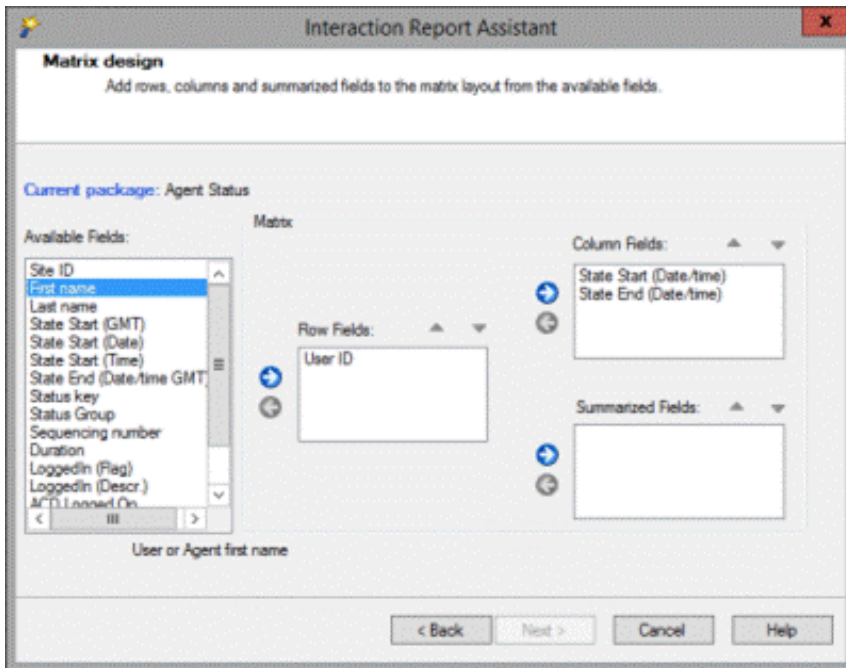 Interaction Report Assistant
x
Matrix design
Add rows, columns and summarized fields to the matrix layout from the available fields.
Current package: Agent Status
Available Fields:
Site ID
First name
Last name
State Start (GMT)
State Start (Date)
State Start (Time)
State End (Date/time GMT)
Status key
Status Group
Sequencing number
Duration
LoggedIn (Flag)
LoggedIn (Descr.)
ACD Logged On
User or Agent first name
Matrix
Row Fields:
User ID
Column Fields:
State Start (Date/time)
State End (Date/time)
Summarized Fields:
< Back
Next >
Cancel
Help